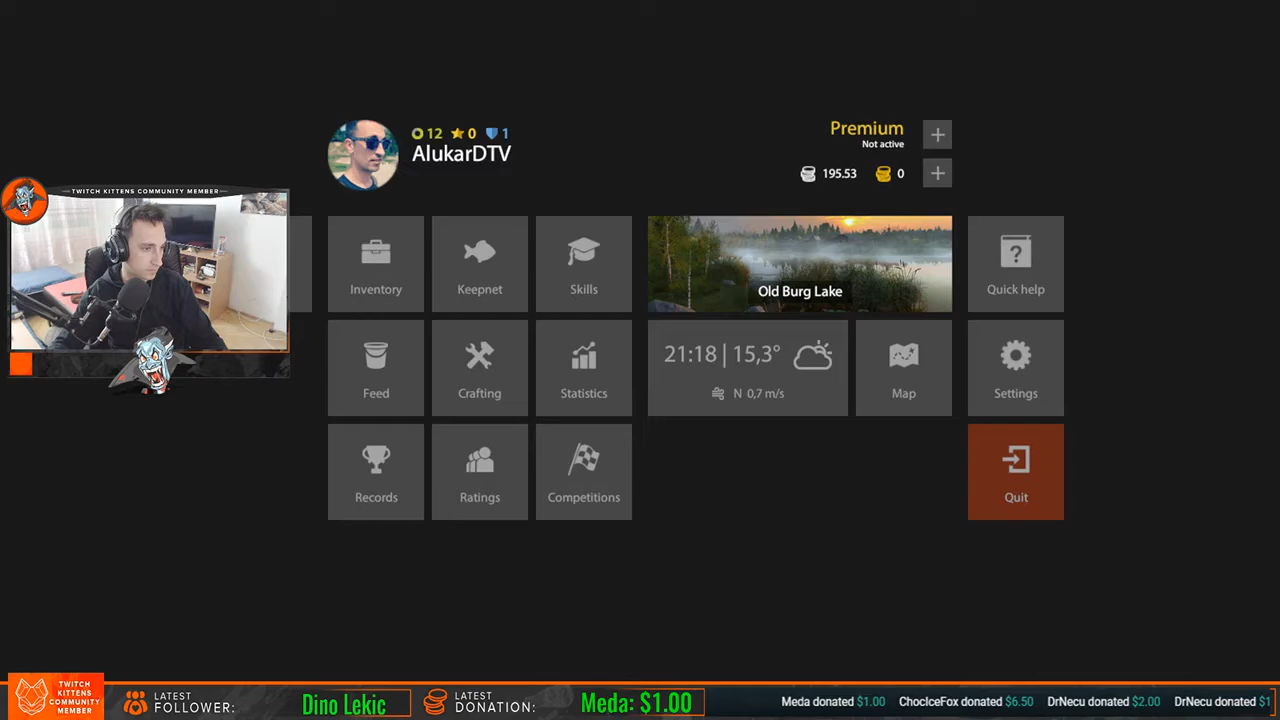 12 0 1
AlukarDTV
Premium
Not active
195.53 0
TWITCH KITTENS COMMUNITY MEMBER
Inventory
Keepnet
Skills
Old Burg Lake
Quick help
Feed
Crafting
Statistics
21:18 | 15,3°
N 0,7 m/s
Map
Settings
Records
Ratings
Competitions
Quit
TWITCH
KITTENS
COMMUNITY
MEMBER
LATEST
FOLLOWER:
Dino Lekic
LATEST
DONATION:
Meda: $1.00
Meda donated $1.00 ChocIceFox donated $6.50 DrNecu donated $2.00 DrNecu donated $1